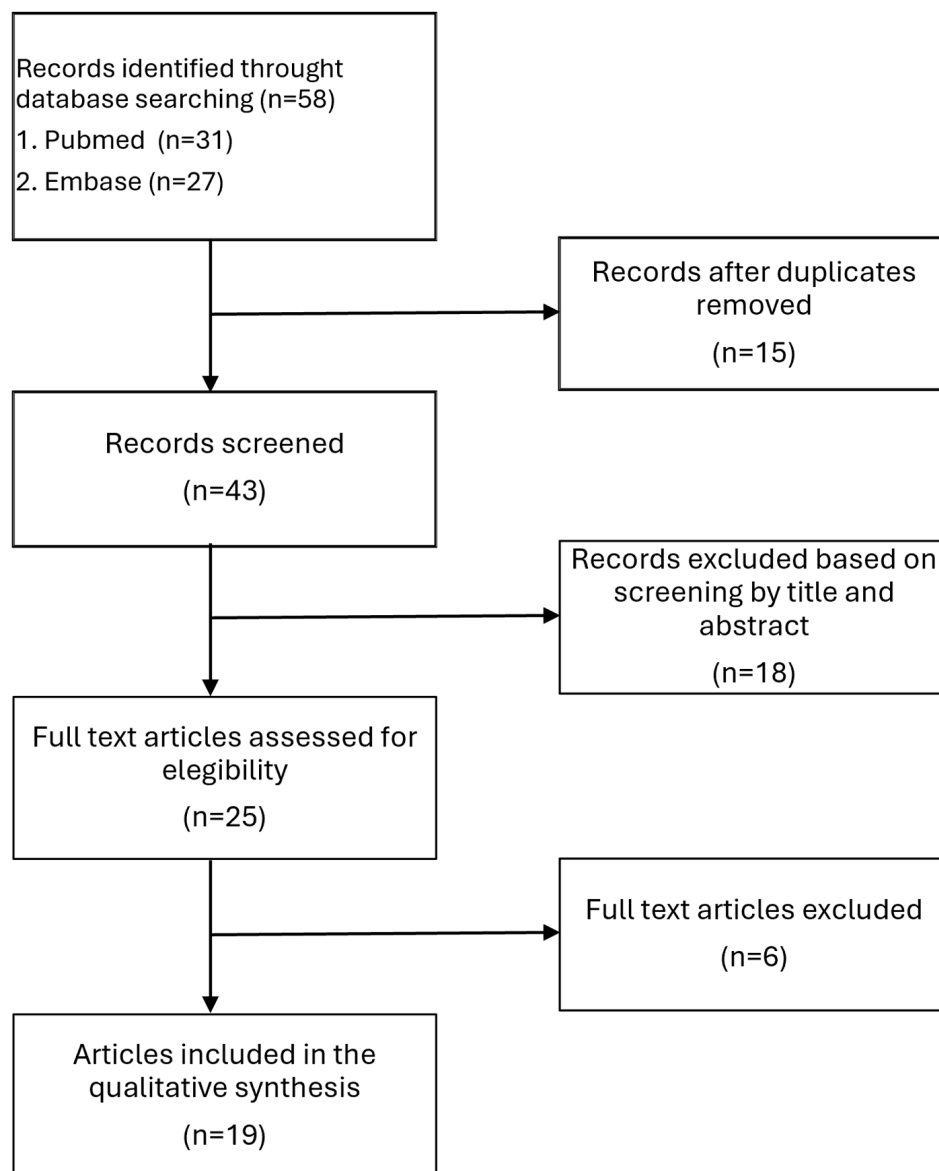 Records identified throught
database searching (n=58)
1. Pubmed (n=31)
2. Embase (n=27)
Records after duplicates
removed
(n=15)
Records screened
(n=43)
Records excluded based on
screening by title and
abstract
(n=18)
Full text articles assessed for
elegibility
(n=25)
Full text articles excluded
(n=6)
Articles included in the
qualitative synthesis
(n=19)